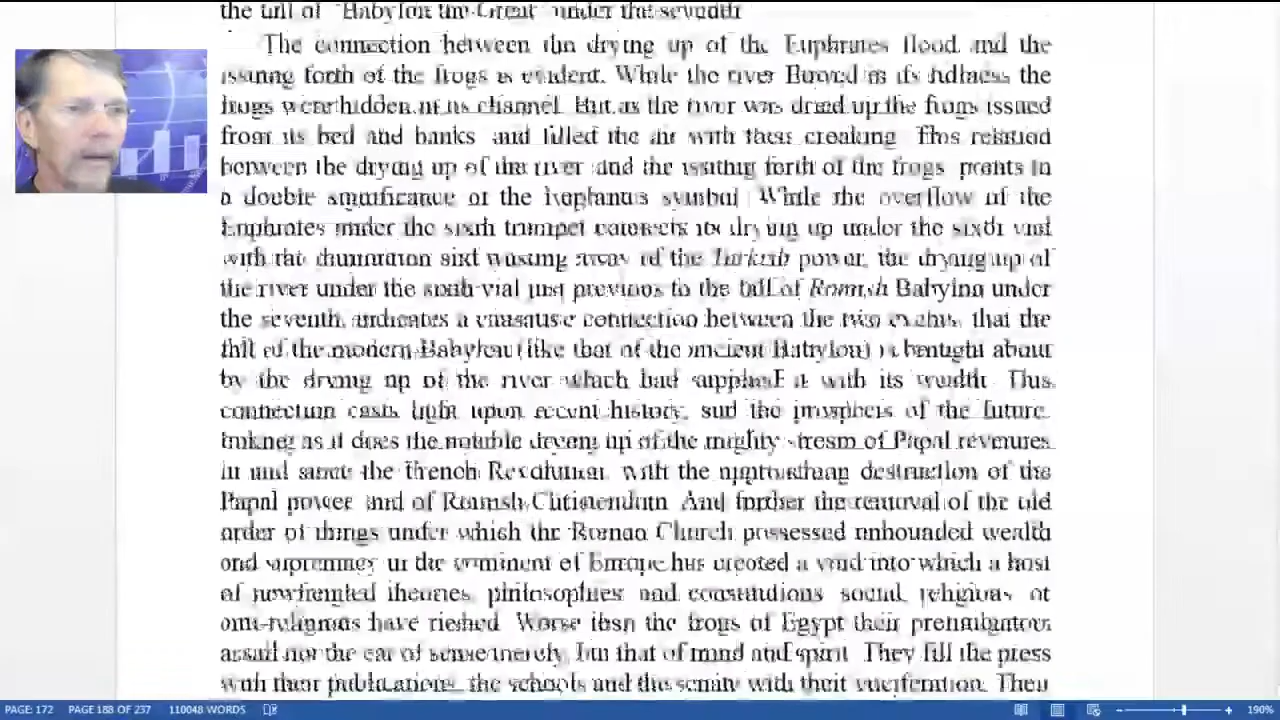 the fall of "Babylon the Great" under the seventh
The connection between the drying up of the Euphrates flood and the
issuing forth of the frogs is evident. While the river flowed in its fullness the
frogs were hidden in its channel. But as the river was dried up the frogs issued
from its bed and banks and filled the air with their croaking. This relation
between the drying up of the river and the issuing forth of the frogs points to
a double significance of the Euphrates symbol. While the overflow of the
Euphrates under the sixth trumpet connects its drying up under the sixth vial
with the diminution and wasting away of the Turkish power, the drying up of
the river under the sixth vial just previous to the fall of Romish Babylon under
the seventh, indicates a connection between the two events, that the
fall of the modern Babylon (like that of the ancient Babylon) is brought about
by the drying up of the river which had supplied it with its wealth. This
connection casts light upon recent history, and the prospects of the future,
linking as it does the notable drying up of the mighty stream of Papal revenues
in and since the French Revolution, with the approaching destruction of the
Papal power and of Romish Christendom. And further the removal of the old
order of things under which the Roman Church possessed unbounded wealth
and supremacy in the continent of Europe has created a void into which a host
of newfangled theories, philosophies and constitutions social, religious or
anti-religious have rushed. Worse than the frogs of Egypt their
assail not the ear of sense merely, but that of mind and spirit. They fill the press
with their publications, the schools and the senate with their vociferation. They
PAGE: 172 PAGE 188 OF 237 110048 WORDS 190%